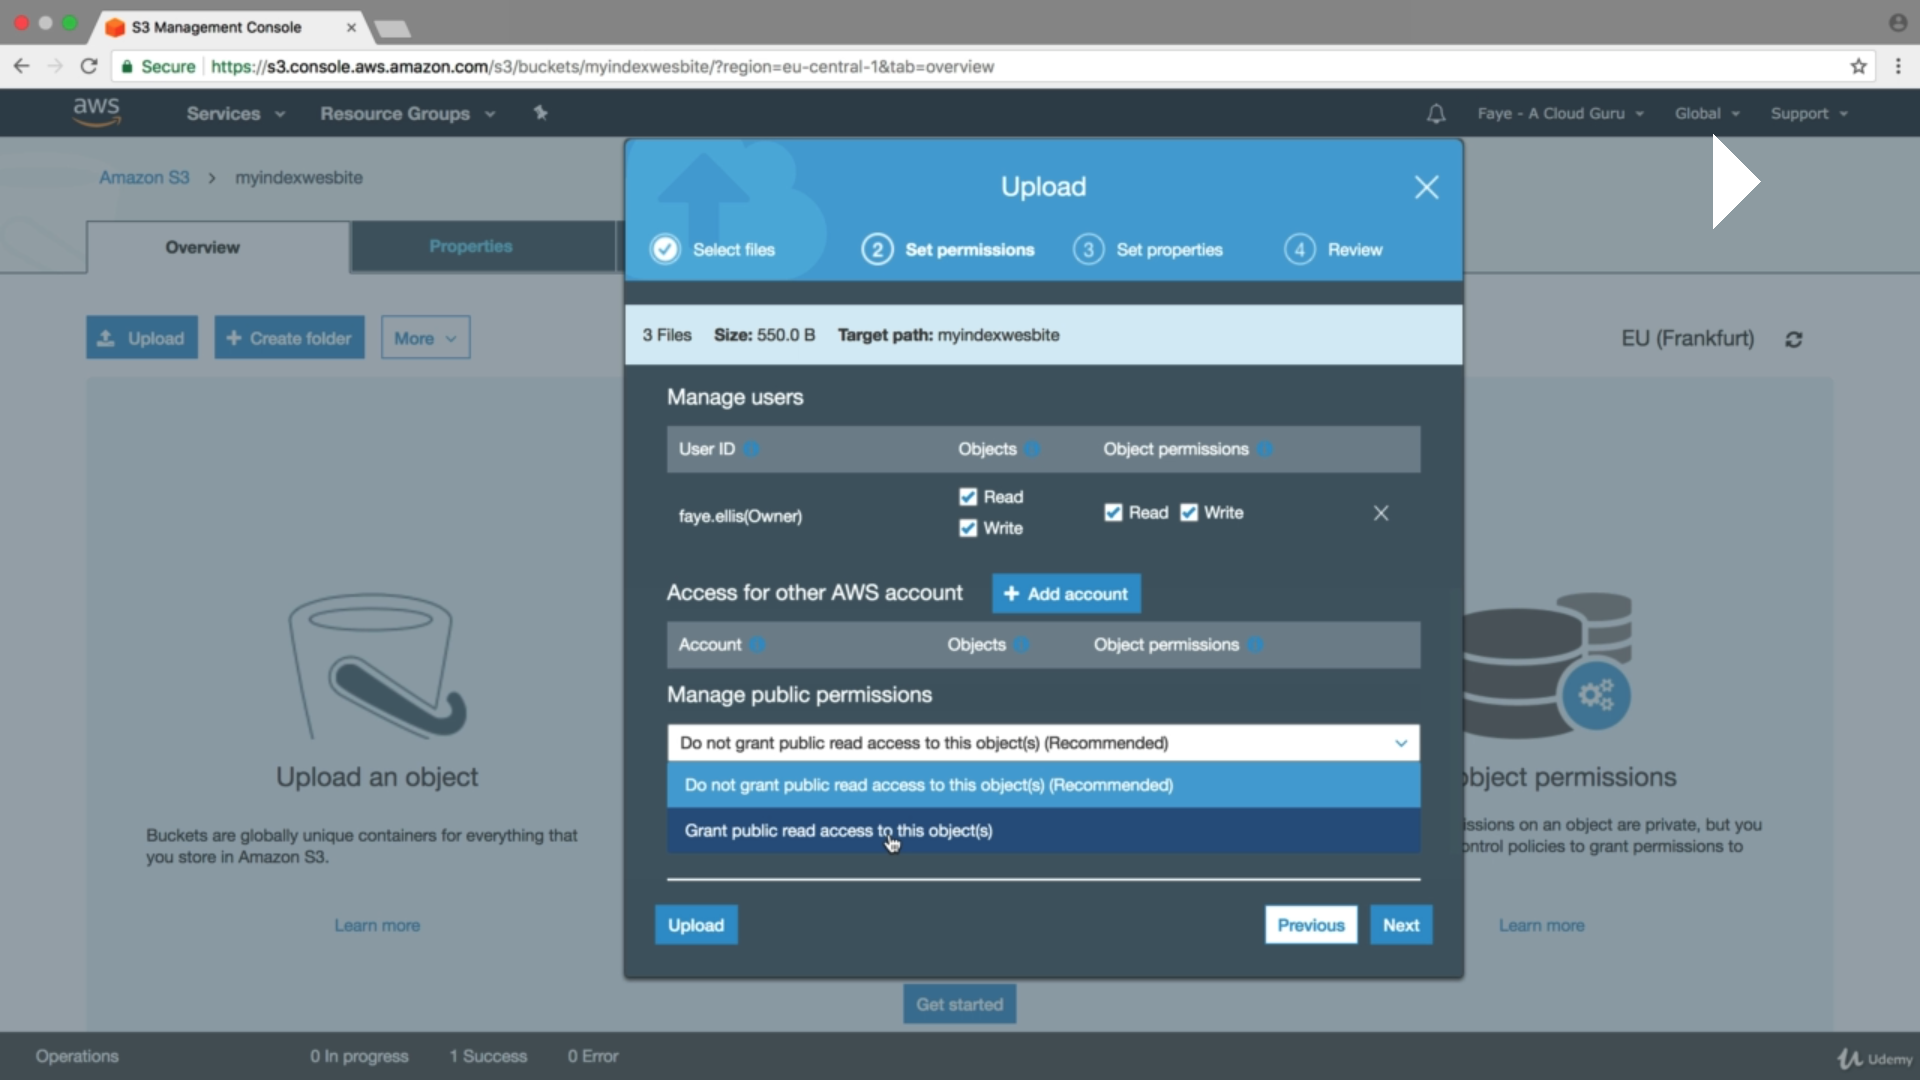 S3 Management Console
Secure https://s3.console.aws.amazon.com/s3/buckets/myindexwesbite/?region=eu-central-1&tab=overview
aws Services Resource Groups Faye - A Cloud Guru Global Support
Amazon S3 > myindexwesbite
Overview
Properties
Upload
Create folder
More
EU (Frankfurt)
Upload an object
Buckets are globally unique containers for everything that
you store in Amazon S3.
Learn more
Upload
Select files 2 Set permissions 3 Set properties 4 Review
3 Files Size: 550.0 B Target path: myindexwesbite
Manage users
User ID Objects Object permissions
faye.ellis(Owner)
Read
Write
Read Write
Access for other AWS account
Add account
Account Objects Object permissions
Manage public permissions
Do not grant public read access to this object(s) (Recommended)
Do not grant public read access to this object(s) (Recommended)
Grant public read access to this object(s)
Upload Previous Next
object permissions
issions on an object are private, but you
ontrol policies to grant permissions to
Learn more
Get started
Operations 0 In progress 1 Success 0 Error
Udemy